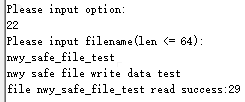 Please input option:
22
Please input filename(len <= 64):
nwy_safe_file_test
nwy safe file write data test
file nwy_safe_file_test read success:29